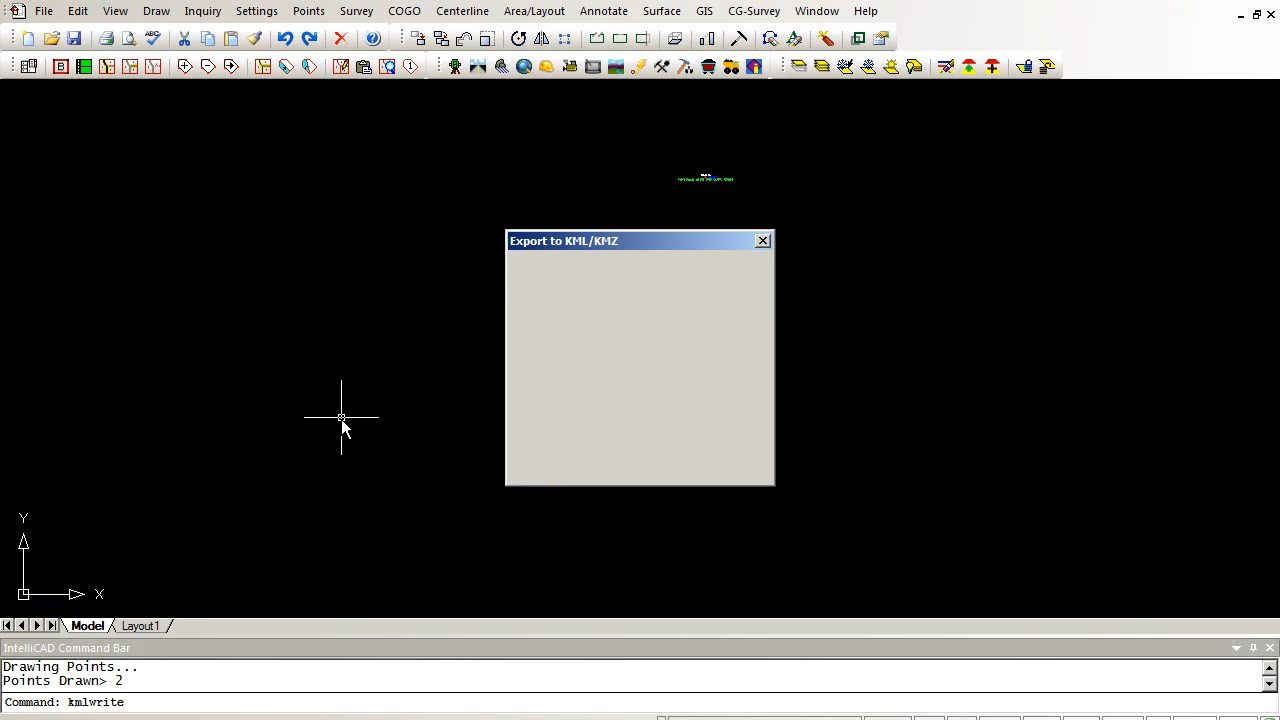 File Edit View Draw Inquiry Settings Points Survey COGO Centerline Area/Layout Annotate Surface GIS CG-Survey Window Help
Export to KML/KMZ
Y
X
Model Layout1
IntelliCAD Command Bar
Drawing Points...
Points Drawn> 2
Command: kmlwrite